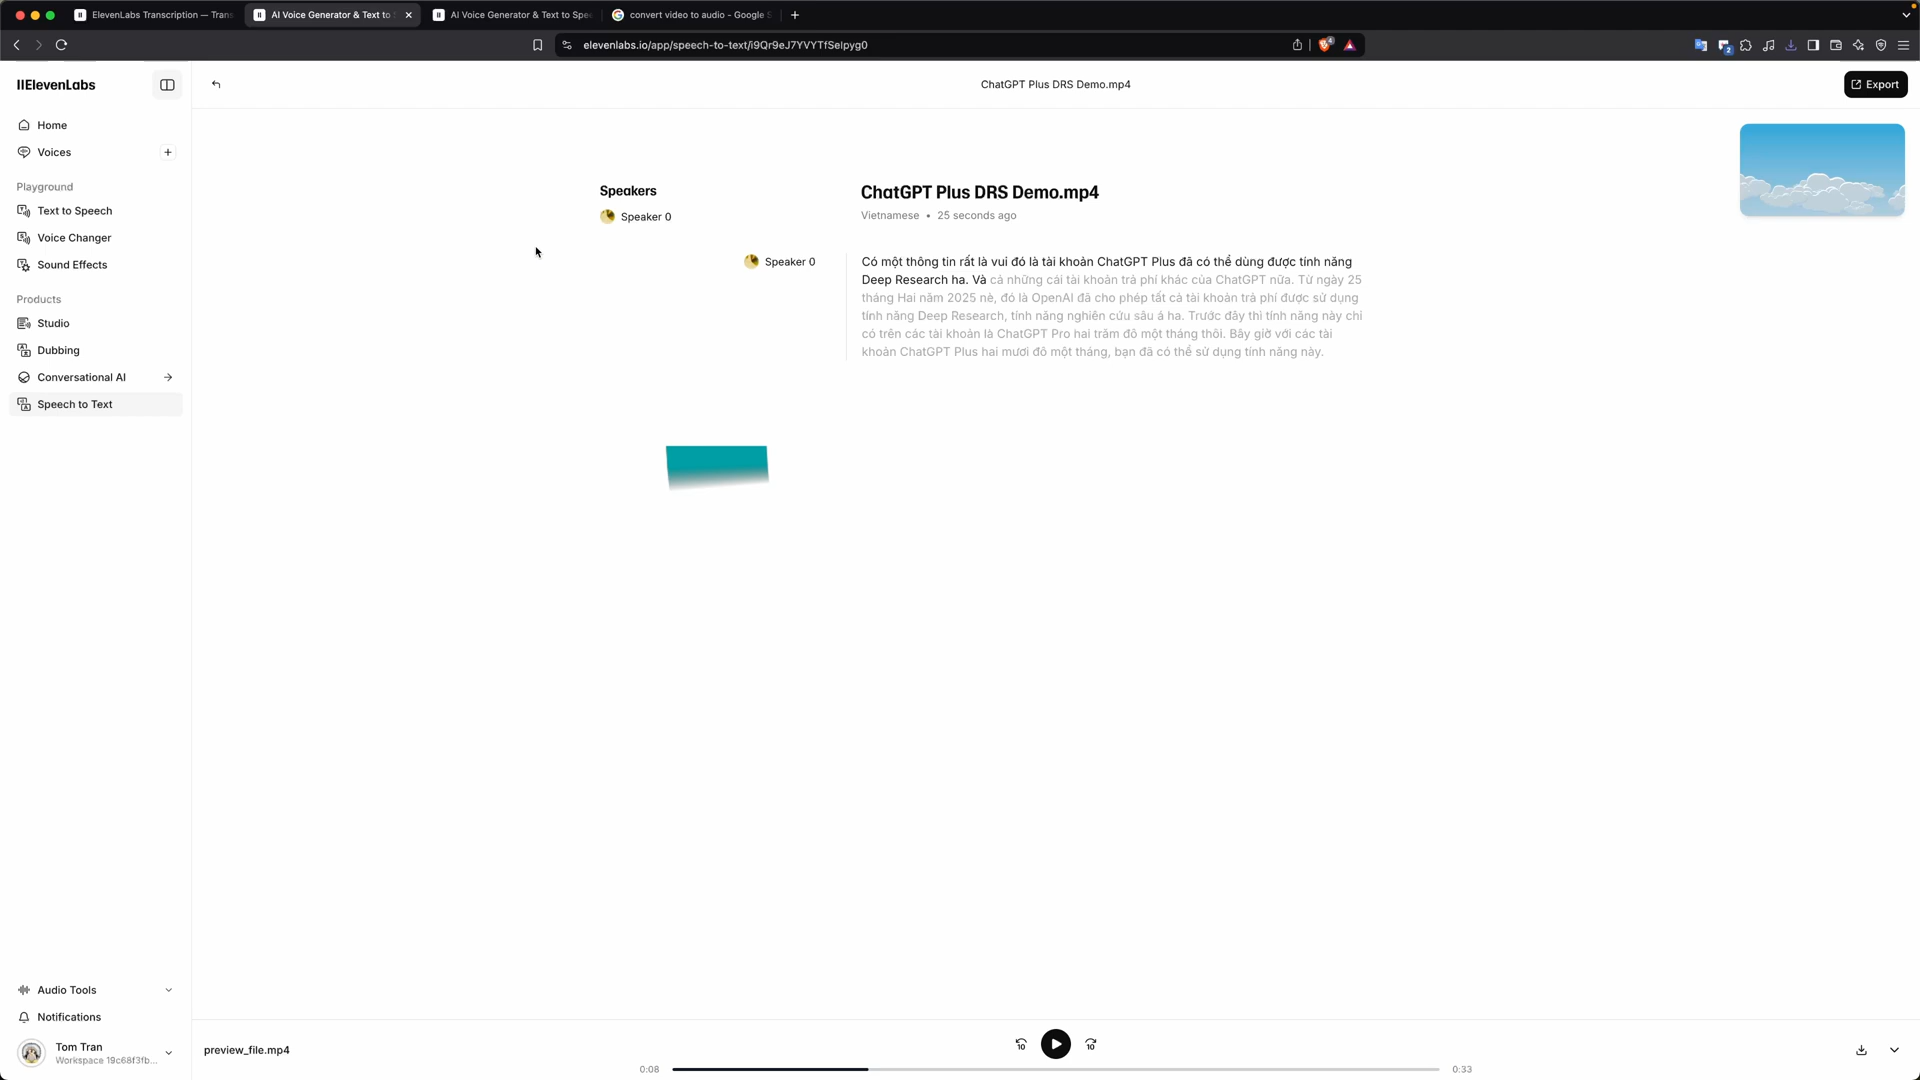 ElevenLabs Transcription — Trans
AI Voice Generator & Text to
AI Voice Generator & Text to Spee
convert video to audio - Google S
elevenlabs.io/app/speech-to-text/i9Qr9eJ7YVYTfSelpyg0
4
2
IIElevenLabs
ChatGPT Plus DRS Demo.mp4
Export
Home
Voices
Playground
Text to Speech
Voice Changer
Sound Effects
Products
Studio
Dubbing
Conversational AI
Speech to Text
Speakers
Speaker 0
ChatGPT Plus DRS Demo.mp4
Vietnamese • 25 seconds ago
Speaker 0
Có một thông tin rất là vui đó là tài khoản ChatGPT Plus đã có thể dùng được tính năng
Deep Research ha. Và cả những cái tài khoản trả phí khác của ChatGPT nữa. Từ ngày 25
tháng Hai năm 2025 nè, đó là OpenAI đã cho phép tất cả tài khoản trả phí được sử dụng
tính năng Deep Research, tính năng nghiên cứu sâu á ha. Trước đây thì tính năng này chỉ
có trên các tài khoản là ChatGPT Pro hai trăm đô một tháng thôi. Bây giờ với các tài
khoản ChatGPT Plus hai mươi đô một tháng, bạn đã có thể sử dụng tính năng này.
Audio Tools
Notifications
Tom Tran
Workspace 19c68f3fb...
preview_file.mp4
10
10
0:08
0:33